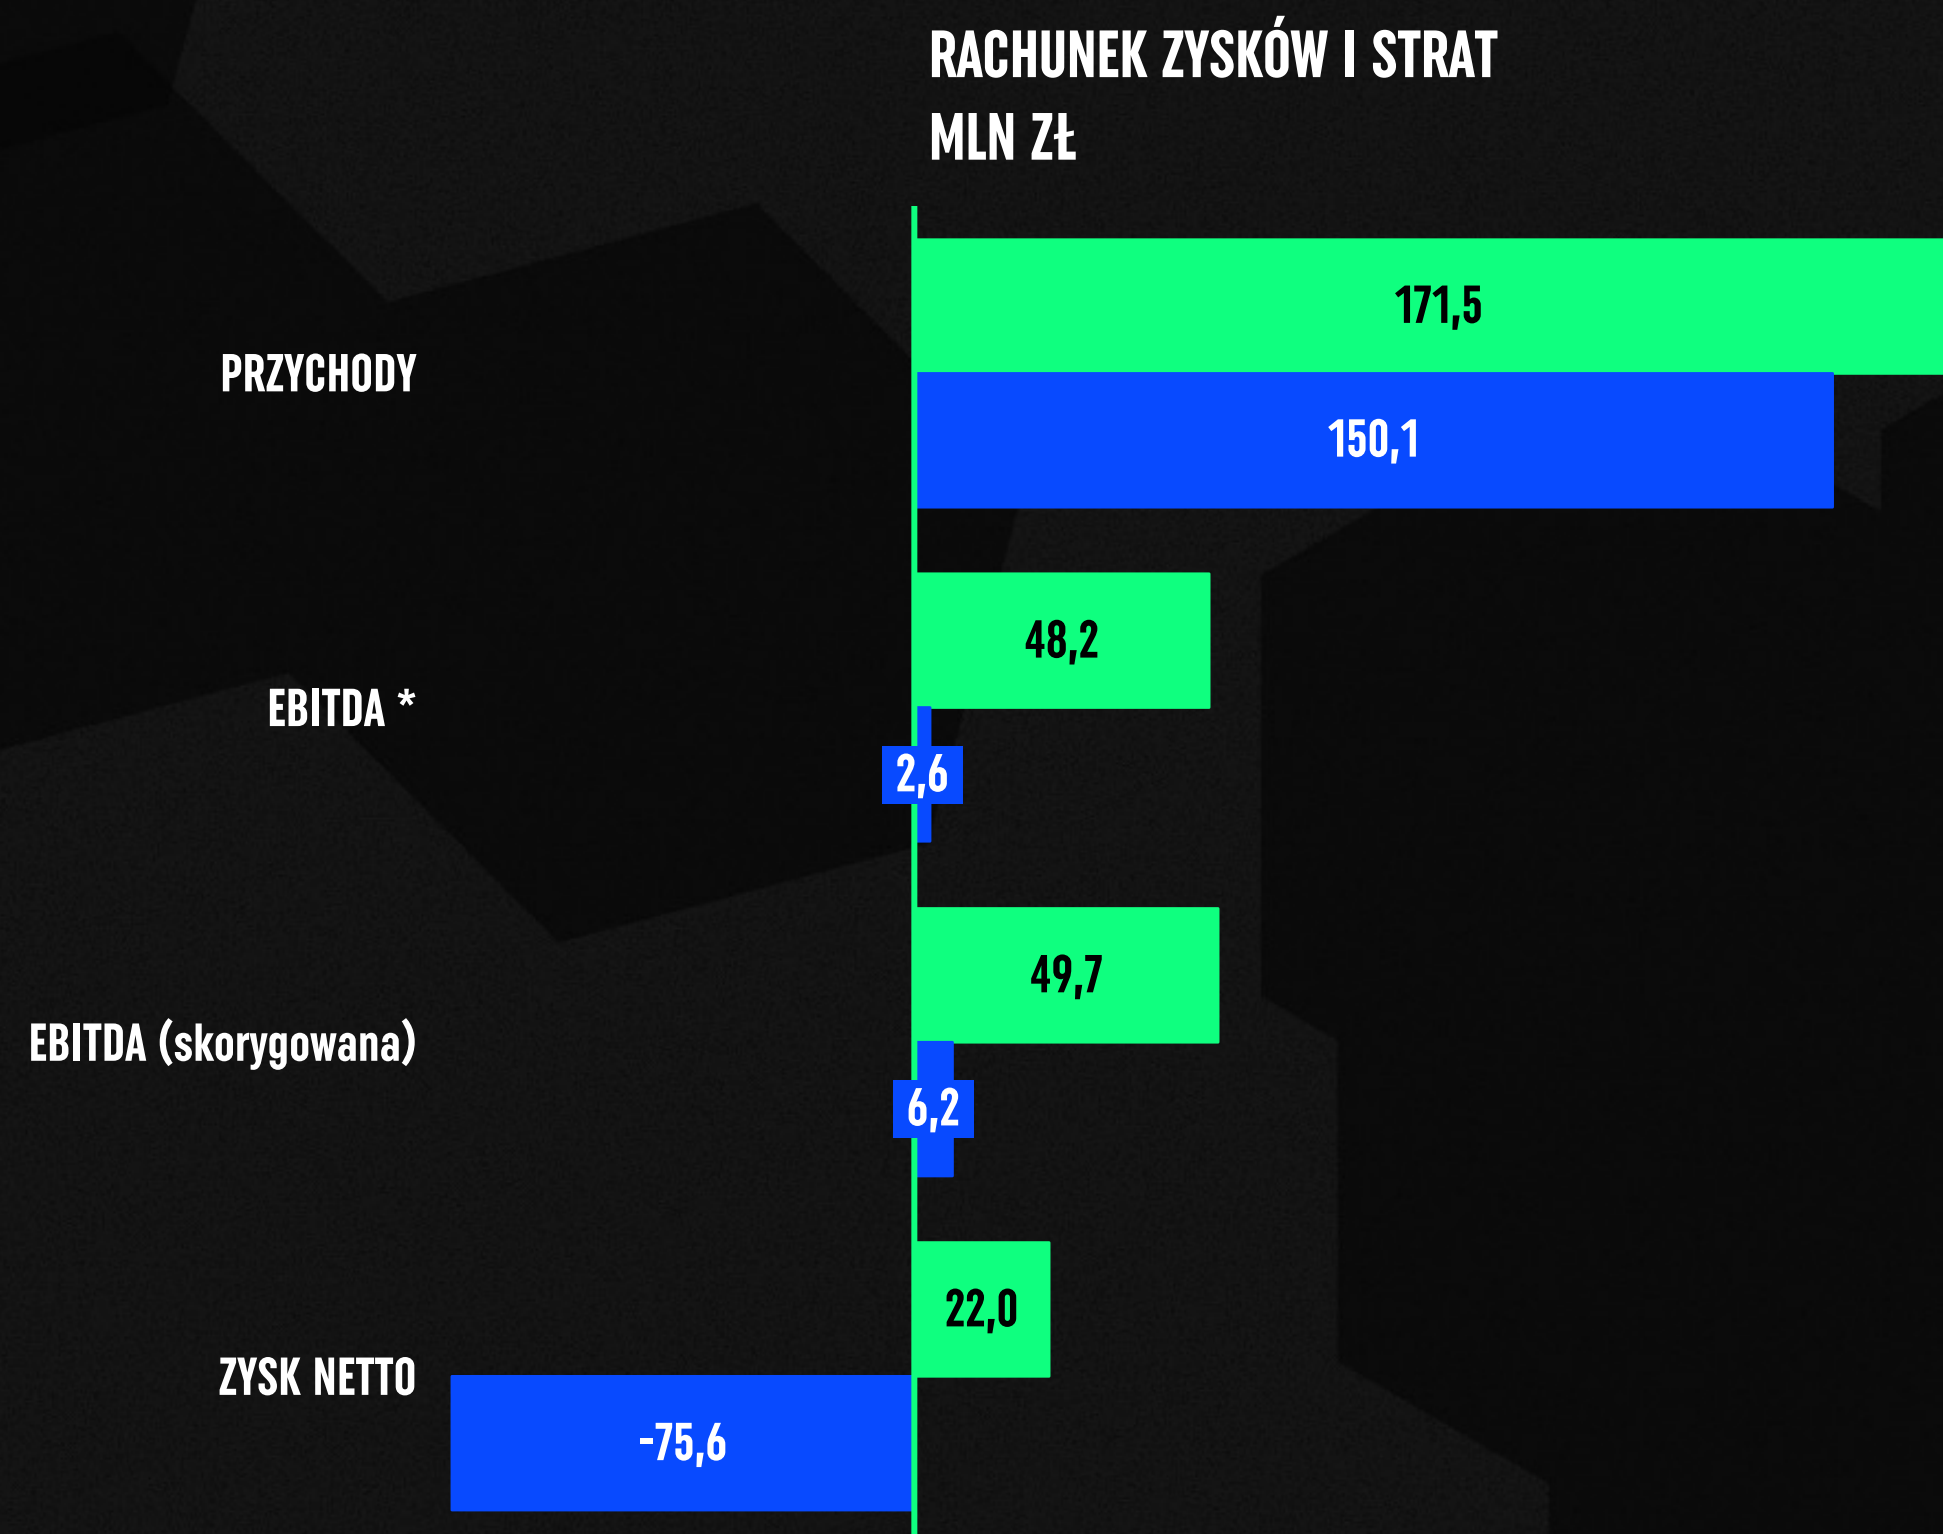 RACHUNEK ZYSKÓW I STRAT
MLN ZŁ
171,5
PRZYCHODY
150,1
48,2
EBITDA *
2,6
49,7
EBITDA (skorygowana)
6,2
22,0
ZYSK NETTO
-75,6